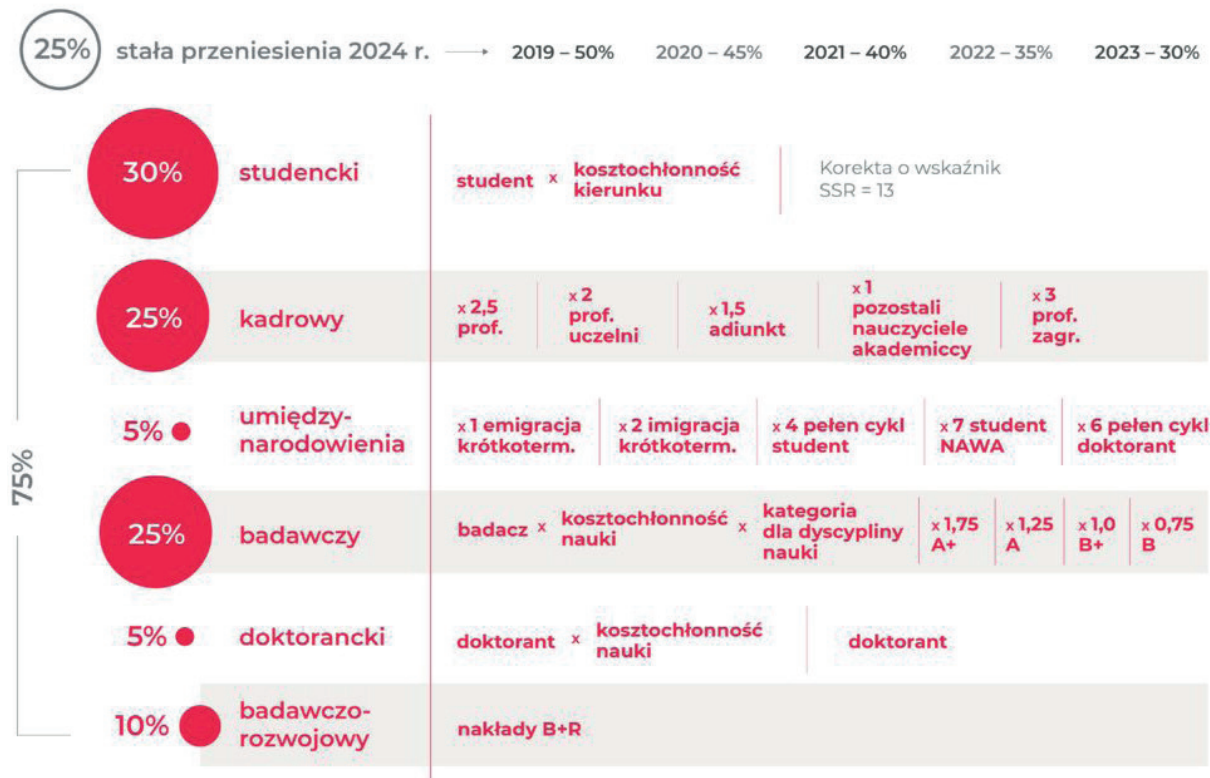 25% stała przeniesienia 2024 r. → 2019 – 50% 2020 – 45% 2021 – 40% 2022 – 35% 2023 – 30%
75%
30% studencki
student x kosztochłonność
kierunku
Korekta o wskaźnik
SSR = 13
25% kadrowy
x 2,5
prof.
x 2
prof.
uczelni
x 1,5
adiunkt
x 1
pozostali
nauczyciele
akademiccy
x 3
prof.
zagr.
5% umiędzy-
narodowienia
x 1 emigracja
krótkoterm.
x 2 imigracja
krótkoterm.
x 4 pełen cykl
student
x 7 student
NAWA
x 6 pełen cykl
doktorant
25% badawczy
badacz x kosztochłonność
nauki
x kategoria
dla dyscypliny
nauki
x 1,75
A+
x 1,25
A
x 1,0
B+
x 0,75
B
5% doktorancki
doktorant x kosztochłonność
nauki
doktorant
10% badawczo-
rozwojowy
nakłady B+R